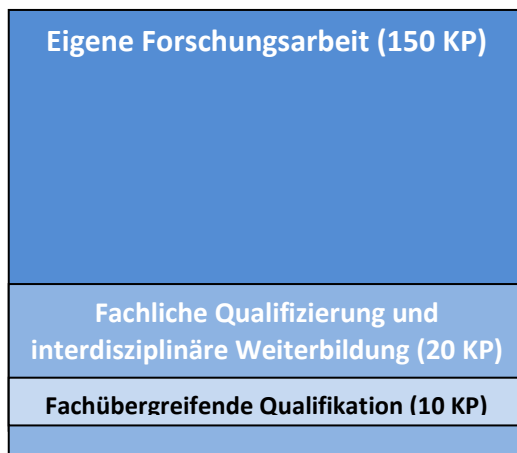 Eigene Forschungsarbeit (150 KP)
Fachliche Qualifizierung und
interdisziplinäre Weiterbildung (20 KP)
Fachübergreifende Qualifikation (10 KP)